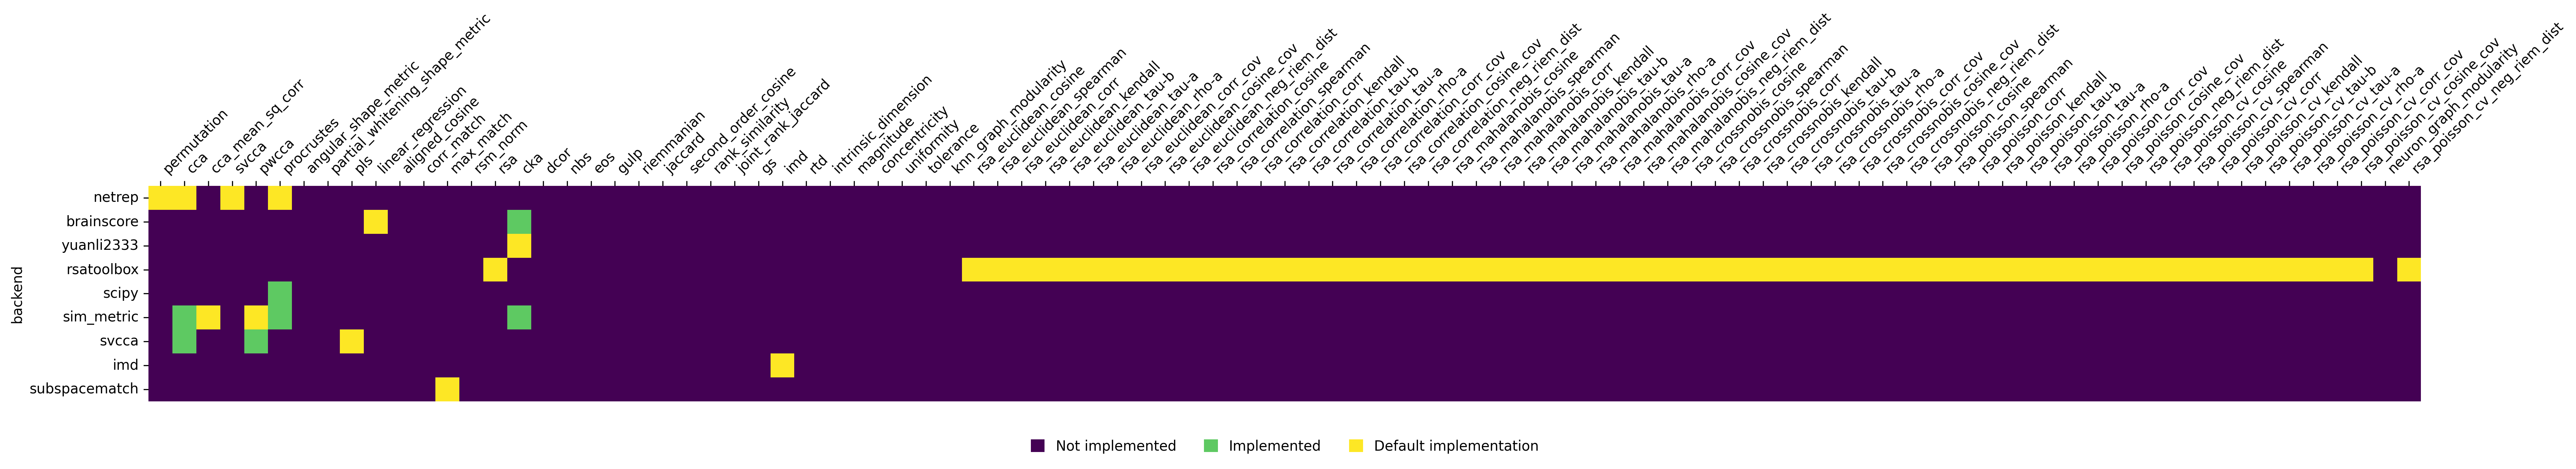 permutation
cca
cca_mean_sq_corr
svcca
pwcca
procrustes
angular_shape_metric
partial_whitening_shape_metric
pls
linear_regression
aligned_cosine
corr_match
max_match
rsm_norm
rsa
cka
dcor
nbs
eos
gulp
riemmanian
jaccard
second_order_cosine
rank_similarity
joint_rank_jaccard
gs
imd
rtd
intrinsic_dimension
magnitude
concentricity
uniformity
tolerance
knn_graph_modularity
rsa_euclidean_cosine
rsa_euclidean_spearman
rsa_euclidean_corr
rsa_euclidean_kendall
rsa_euclidean_tau-b
rsa_euclidean_tau-a
rsa_euclidean_rho-a
rsa_euclidean_corr_cov
rsa_euclidean_cosine_cov
rsa_euclidean_neg_riem_dist
rsa_correlation_cosine
rsa_correlation_spearman
rsa_correlation_corr
rsa_correlation_kendall
rsa_correlation_tau-b
rsa_correlation_tau-a
rsa_correlation_rho-a
rsa_correlation_corr_cov
rsa_correlation_cosine_cov
rsa_correlation_neg_riem_dist
rsa_mahalanobis_cosine
rsa_mahalanobis_spearman
rsa_mahalanobis_corr
rsa_mahalanobis_kendall
rsa_mahalanobis_tau-b
rsa_mahalanobis_tau-a
rsa_mahalanobis_rho-a
rsa_mahalanobis_corr_cov
rsa_mahalanobis_cosine_cov
rsa_mahalanobis_neg_riem_dist
rsa_crossnobis_cosine
rsa_crossnobis_spearman
rsa_crossnobis_corr
rsa_crossnobis_kendall
rsa_crossnobis_tau-b
rsa_crossnobis_tau-a
rsa_crossnobis_rho-a
rsa_crossnobis_corr_cov
rsa_crossnobis_cosine_cov
rsa_crossnobis_neg_riem_dist
rsa_poisson_cosine
rsa_poisson_spearman
rsa_poisson_corr
rsa_poisson_kendall
rsa_poisson_tau-b
rsa_poisson_tau-a
rsa_poisson_rho-a
rsa_poisson_corr_cov
rsa_poisson_cosine_cov
rsa_poisson_neg_riem_dist
rsa_poisson_cv_cosine
rsa_poisson_cv_spearman
rsa_poisson_cv_corr
rsa_poisson_cv_kendall
rsa_poisson_cv_tau-b
rsa_poisson_cv_tau-a
rsa_poisson_cv_rho-a
rsa_poisson_cv_corr_cov
rsa_poisson_cv_cosine_cov
neuron_graph_modularity
rsa_poisson_cv_neg_riem_dist
backend
netrep
brainscore
yuanli2333
rsatoolbox
scipy
sim_metric
svcca
imd
subspacematch
Not implemented
Implemented
Default implementation